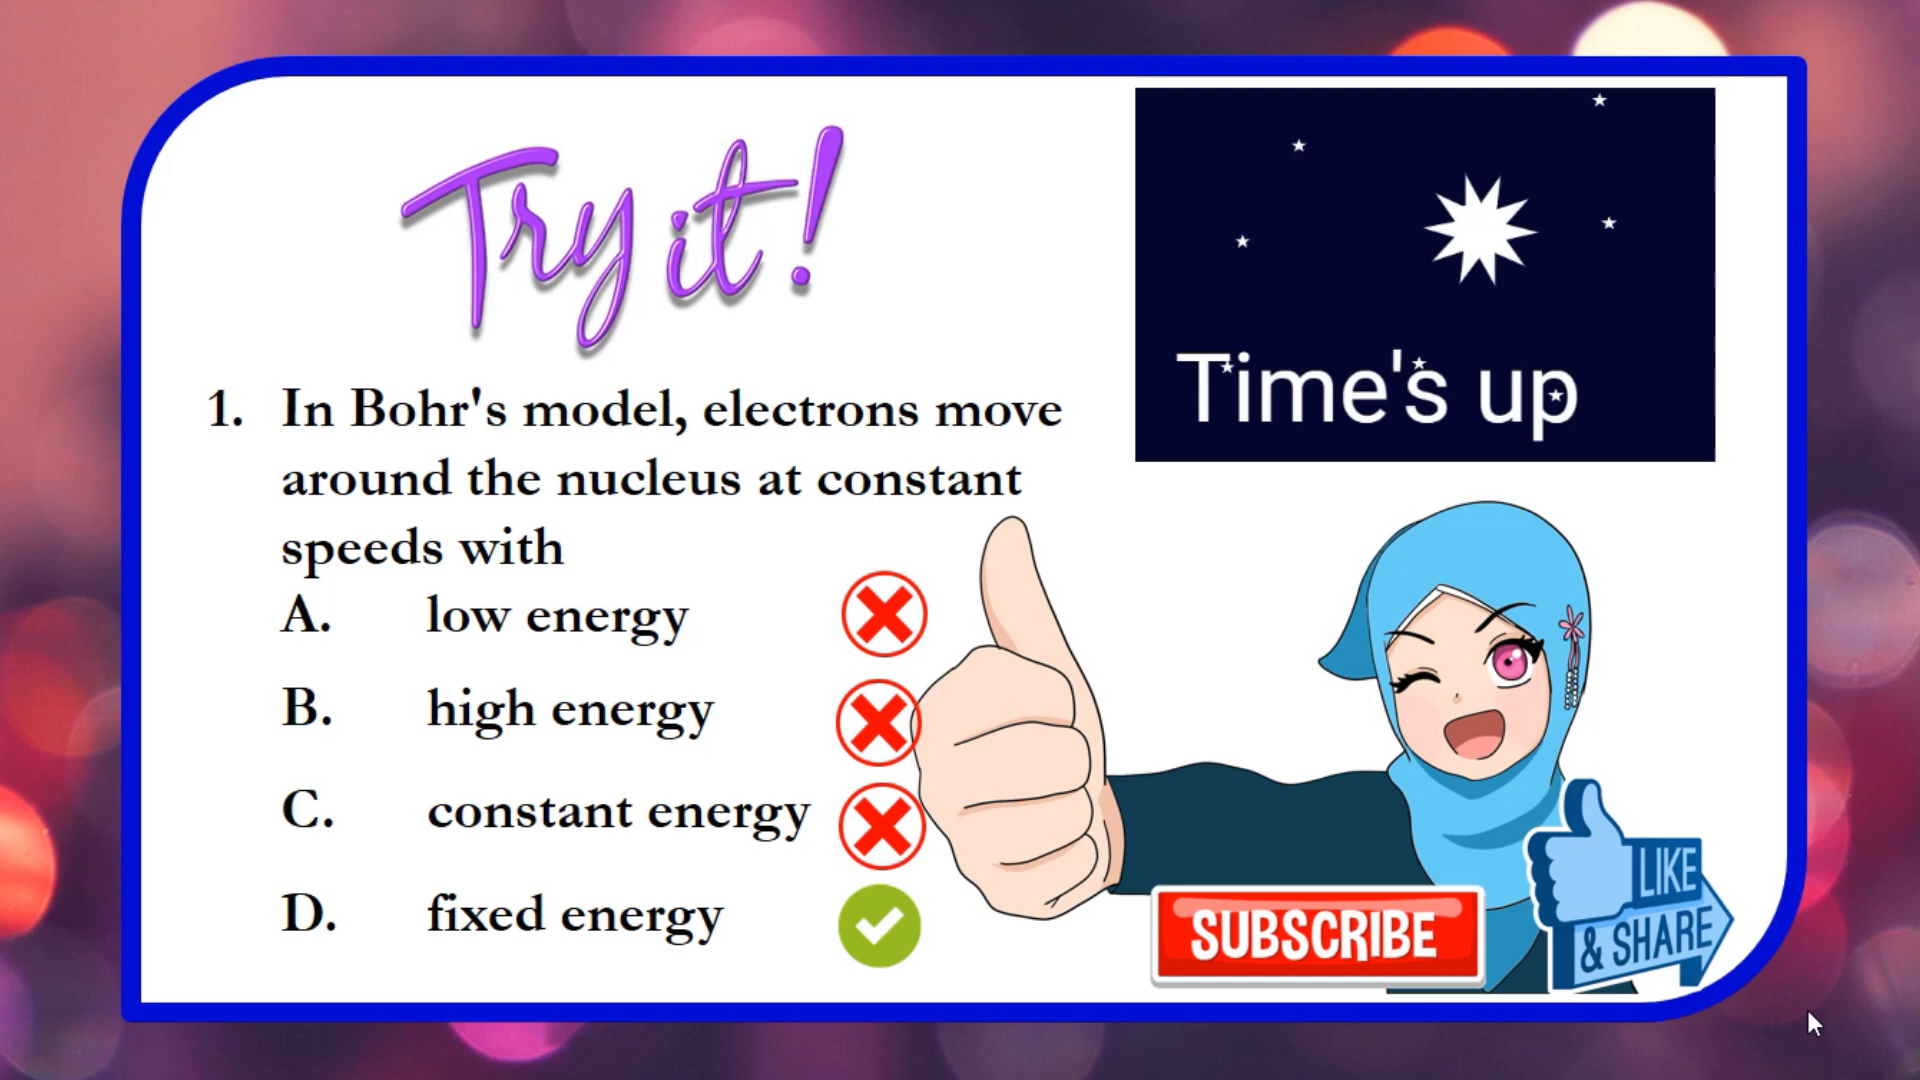 Try it!
Time's up
1. In Bohr's model, electrons move
around the nucleus at constant
speeds with
A. low energy
B. high energy
C. constant energy
D. fixed energy
SUBSCRIBE
LIKE
& SHARE